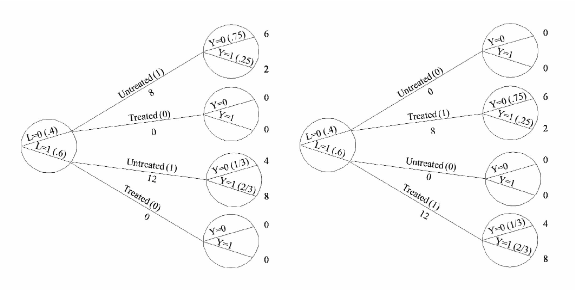 L=0 (.4)
L=1 (.6)
Untreated (1)
8
Y=0 (.75)
Y=1 (.25)
6
2
Treated (0)
0
Y=0
Y=1
0
0
Untreated (1)
12
Y=0 (1/3)
Y=1 (2/3)
4
8
Treated (0)
0
Y=0
Y=1
0
0
L=0 (.4)
L=1 (.6)
Untreated (0)
0
Y=0
Y=1
0
0
Treated (1)
8
Y=0 (.75)
Y=1 (.25)
6
2
Untreated (0)
0
Y=0
Y=1
0
0
Treated (1)
12
Y=0 (1/3)
Y=1 (2/3)
4
8